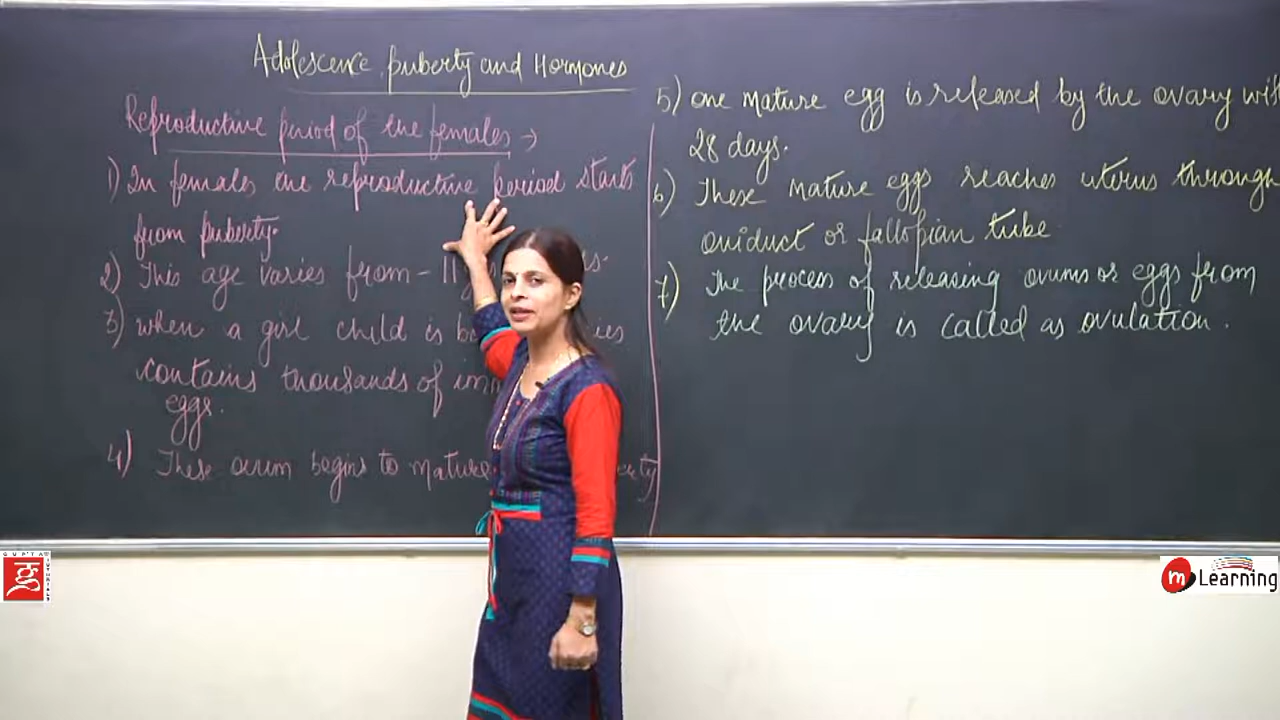 Adolescence, puberty and Hormones
Reproductive period of the females →
1) In females the reproductive period starts
from puberty.
2) This age varies from - 11 y
3) when a girl child is b
contains thousands of imm
eggs.
4) These ovum begins to mature
5) one mature egg is released by the ovary wit
28 days.
6) These mature eggs reaches uterus through
oviduct or fallopian tube
7) The process of releasing ovums or eggs from
the ovary is called as ovulation.
GUPTA
TUTORIALS
m Learning